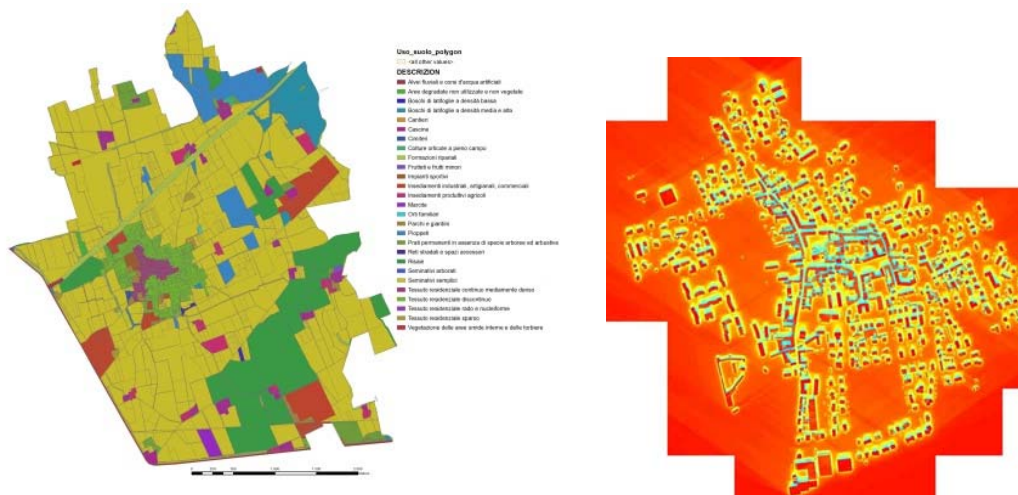 Uso_suolo_polygon
<all other values>
DESCRIZION
Alvei fluviali e corsi d'acqua artificiali
Aree degradate non utilizzate e non vegetate
Boschi di latifoglie a densità bassa
Boschi di latifoglie a densità media e alta
Cantieri
Cascine
Cimiteri
Colture orticole a pieno campo
Formazioni ripariali
Frutteti e frutti minori
Impianti sportivi
Insediamenti industriali, artigianali, commerciali
Insediamenti produttivi agricoli
Marcite
Orti familiari
Parchi e giardini
Pioppeti
Prati permanenti in assenza di specie arboree ed arbustive
Reti stradali e spazi accessori
Risaie
Seminativi arborati
Seminativi semplici
Tessuto residenziale continuo mediamente denso
Tessuto residenziale discontinuo
Tessuto residenziale rado e nucleiforme
Tessuto residenziale sparso
Vegetazione delle aree umide interne e delle torbiere